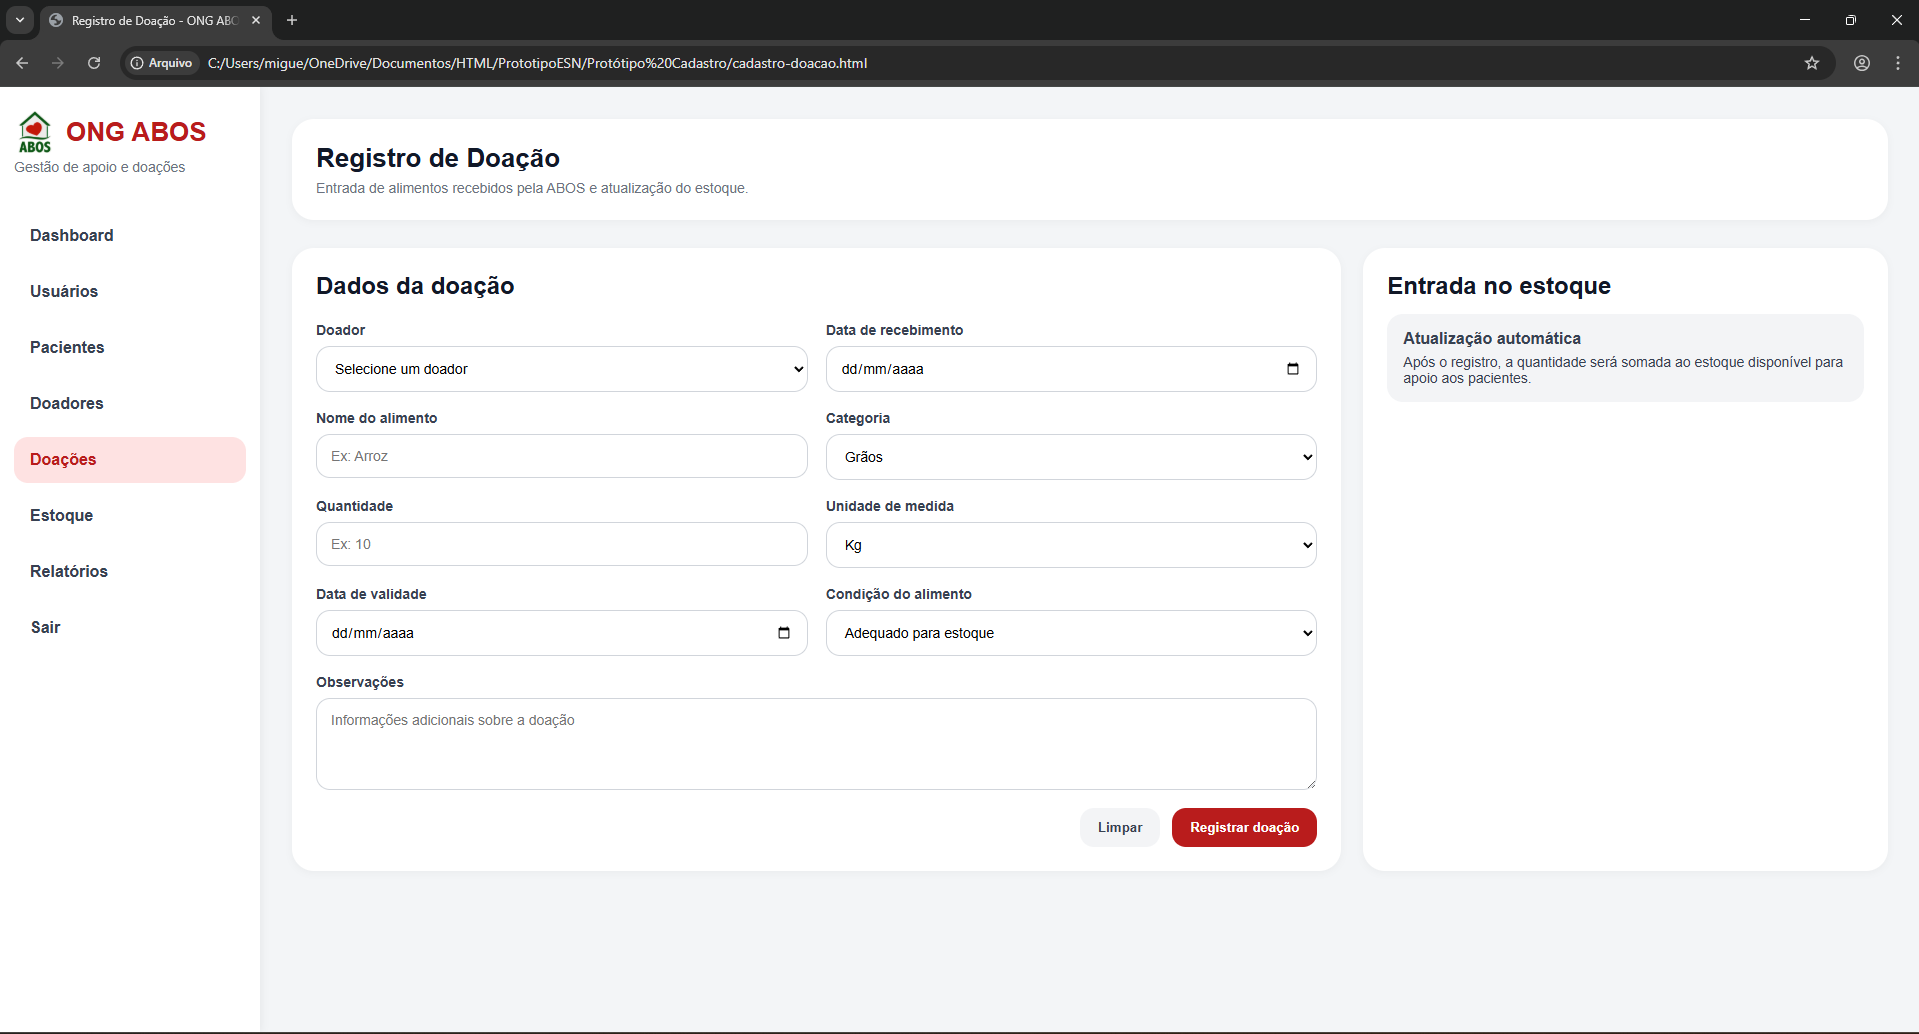 Registro de Doação - ONG ABO
Arquivo
C:/Users/migue/OneDrive/Documentos/HTML/PrototipoESN/Protótipo%20Cadastro/cadastro-doacao.html
ABOS
ONG ABOS
Gestão de apoio e doações
Dashboard
Usuários
Pacientes
Doadores
Doações
Estoque
Relatórios
Sair
Registro de Doação
Entrada de alimentos recebidos pela ABOS e atualização do estoque.
Dados da doação
Doador
Selecione um doador
Data de recebimento
dd/mm/aaaa
Nome do alimento
Ex: Arroz
Categoria
Grãos
Quantidade
Ex: 10
Unidade de medida
Kg
Data de validade
dd/mm/aaaa
Condição do alimento
Adequado para estoque
Observações
Informações adicionais sobre a doação
Limpar
Registrar doação
Entrada no estoque
Atualização automática
Após o registro, a quantidade será somada ao estoque disponível para
apoio aos pacientes.